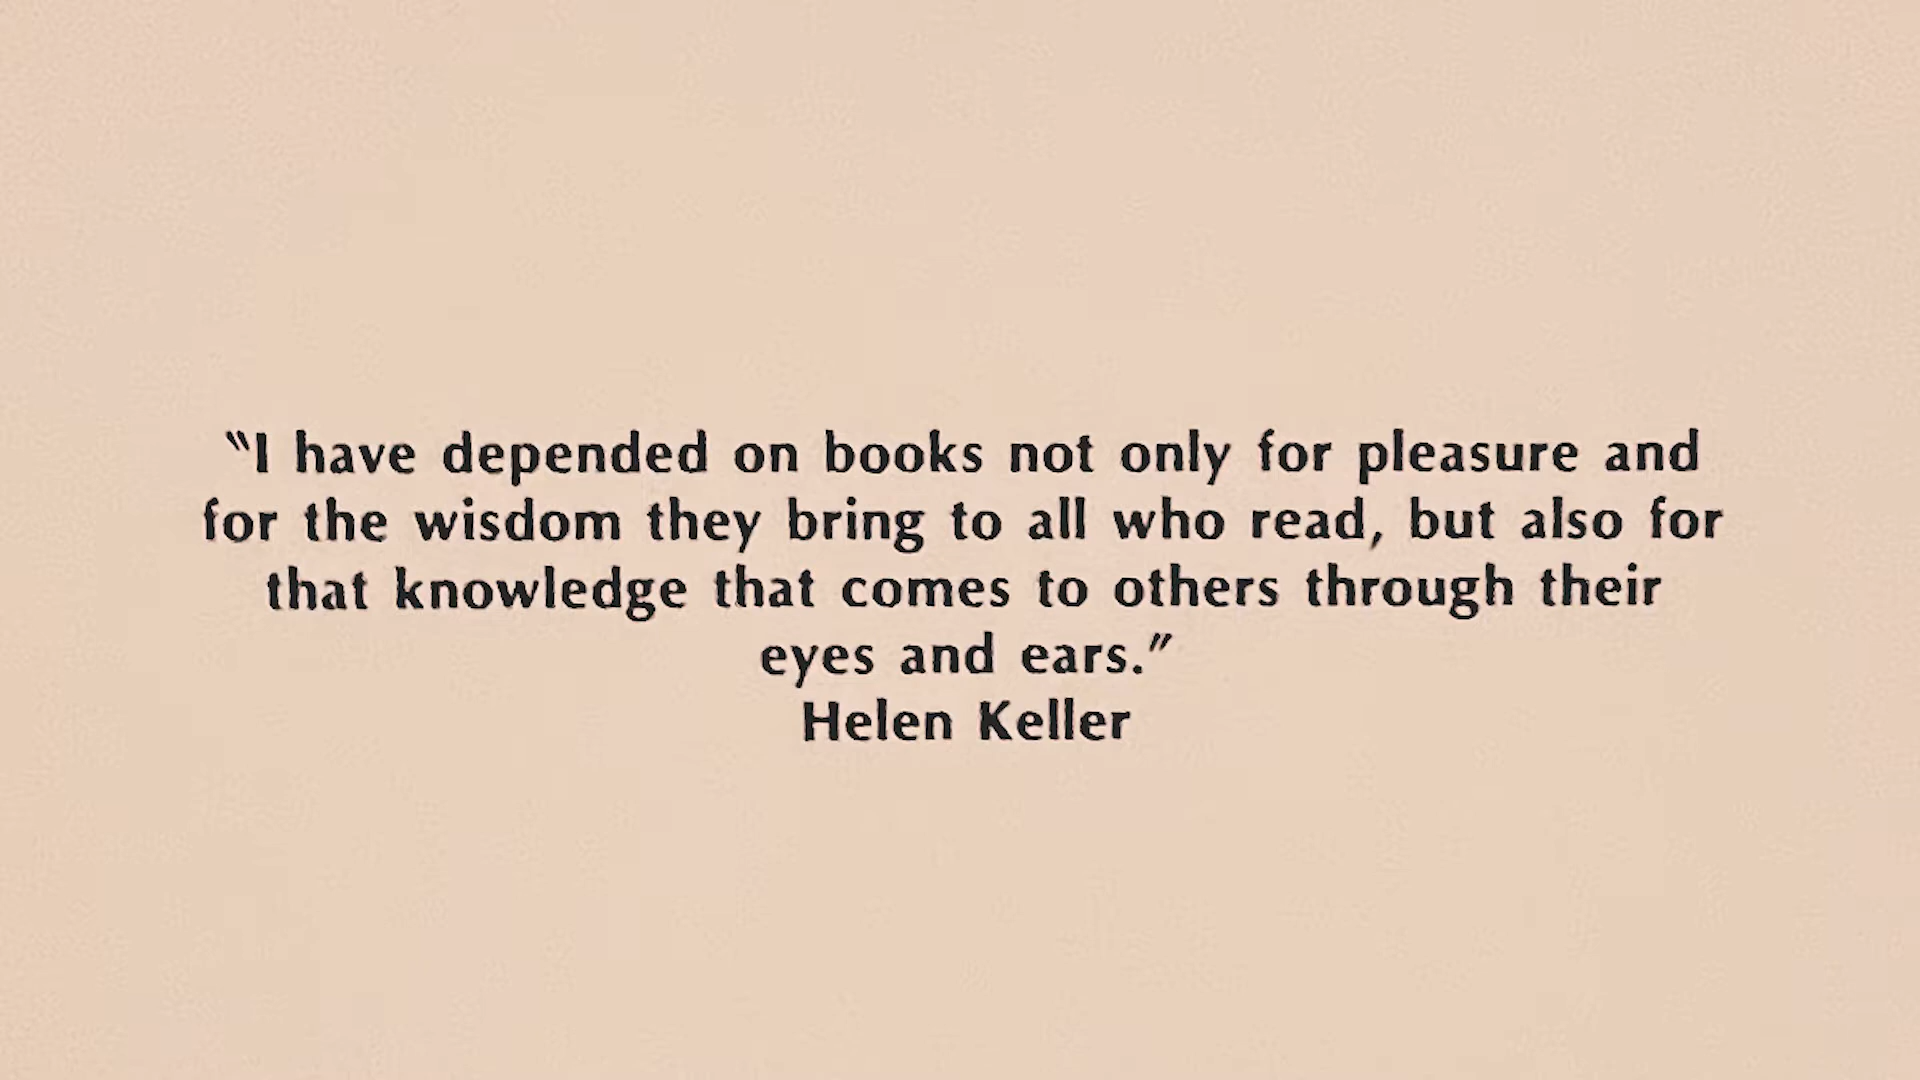 “I have depended on books not only for pleasure and
for the wisdom they bring to all who read, but also for
that knowledge that comes to others through their
eyes and ears.”
Helen Keller